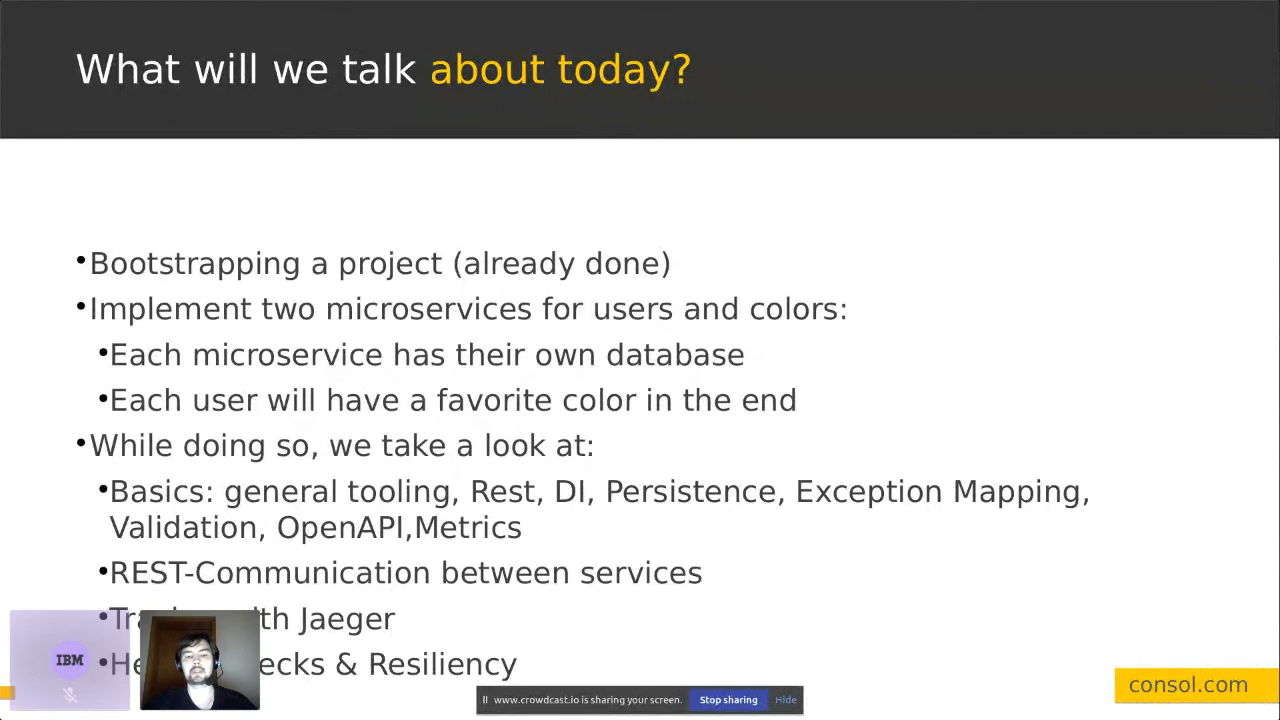 What will we talk about today?
•Bootstrapping a project (already done)
•Implement two microservices for users and colors:
•Each microservice has their own database
•Each user will have a favorite color in the end
•While doing so, we take a look at:
•Basics: general tooling, Rest, DI, Persistence, Exception Mapping,
Validation, OpenAPI,Metrics
•REST-Communication between services
•Jaeger
•& Resiliency
IBM
www.crowdcast.io is sharing your screen.
Stop sharing
Hide
consol.com